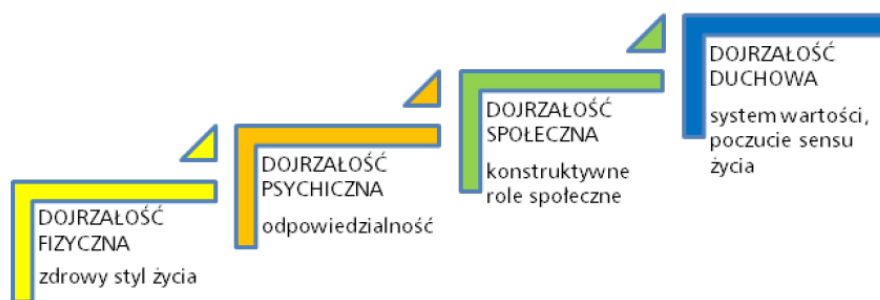 DOJRZAŁOŚĆ
FIZYCZNA
zdrowy styl życia
DOJRZAŁOŚĆ
PSYCHICZNA
odpowiedzialność
DOJRZAŁOŚĆ
SPOŁECZNA
konstruktywne
role społeczne
DOJRZAŁOŚĆ
DUCHOWA
system wartości,
poczucie sensu
życia